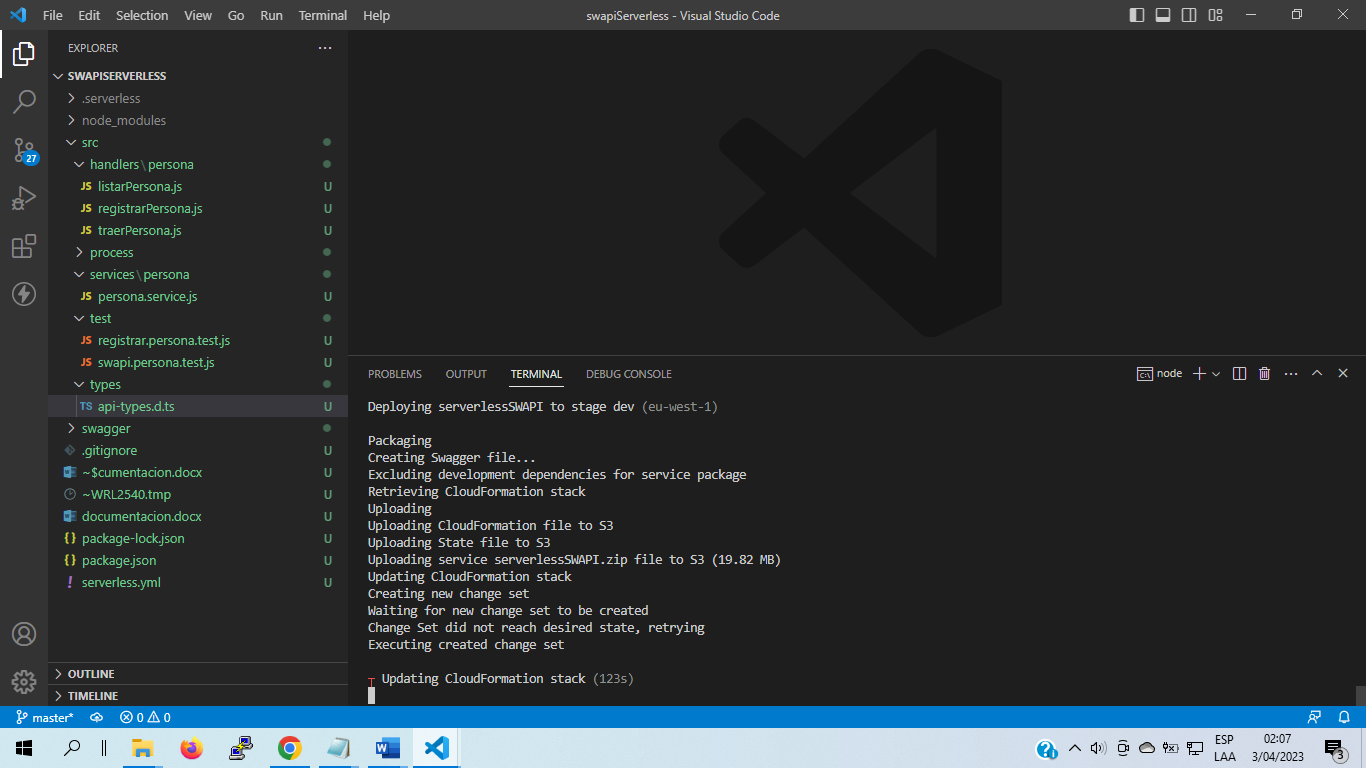 File Edit Selection View Go Run Terminal Help
swapiServerless - Visual Studio Code
EXPLORER
SWAPISERVERLESS
.serverless
node_modules
src
handlers\persona
JS listarPersona.js U
JS registrarPersona.js U
JS traerPersona.js U
process
services\persona
JS persona.service.js U
test
JS registrar.persona.test.js U
JS swapi.persona.test.js U
types
TS api-types.d.ts U
swagger
.gitignore U
~$cumentacion.docx U
~WRL2540.tmp U
documentacion.docx U
{} package-lock.json U
{} package.json U
! serverless.yml U
OUTLINE
TIMELINE
27
PROBLEMS OUTPUT TERMINAL DEBUG CONSOLE
node
Deploying serverlessSWAPI to stage dev (eu-west-1)
Packaging
Creating Swagger file...
Excluding development dependencies for service package
Retrieving CloudFormation stack
Uploading
Uploading CloudFormation file to S3
Uploading State file to S3
Uploading service serverlessSWAPI.zip file to S3 (19.82 MB)
Updating CloudFormation stack
Creating new change set
Waiting for new change set to be created
Change Set did not reach desired state, retrying
Executing created change set
Updating CloudFormation stack (123s)
master* 0 0
ESP
LAA
02:07
3/04/2023
3